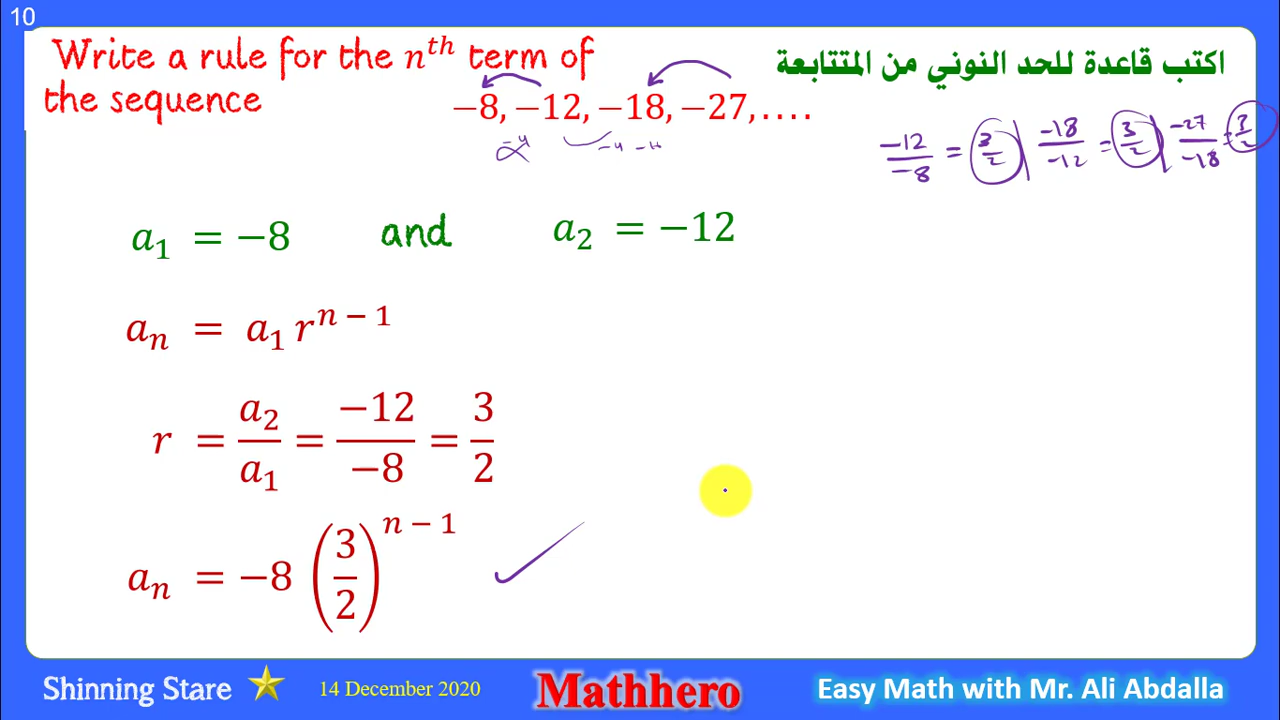 10
Write a rule for the nᵗʰ term of
the sequence
−8, −12, −18, −27, ....
اكتب قاعدة للحد النوني من المتتابعة
-12/-8 = 3/2 | -18/-12 = 3/2 | -27/-18 = 3/2
a₁ = −8 and a₂ = −12
aₙ = a₁ rⁿ ⁻ ¹
r = a₂/a₁ = −12/−8 = 3/2
aₙ = −8 (3/2)ⁿ ⁻ ¹
Shinning Stare
14 December 2020
Mathhero
Easy Math with Mr. Ali Abdalla